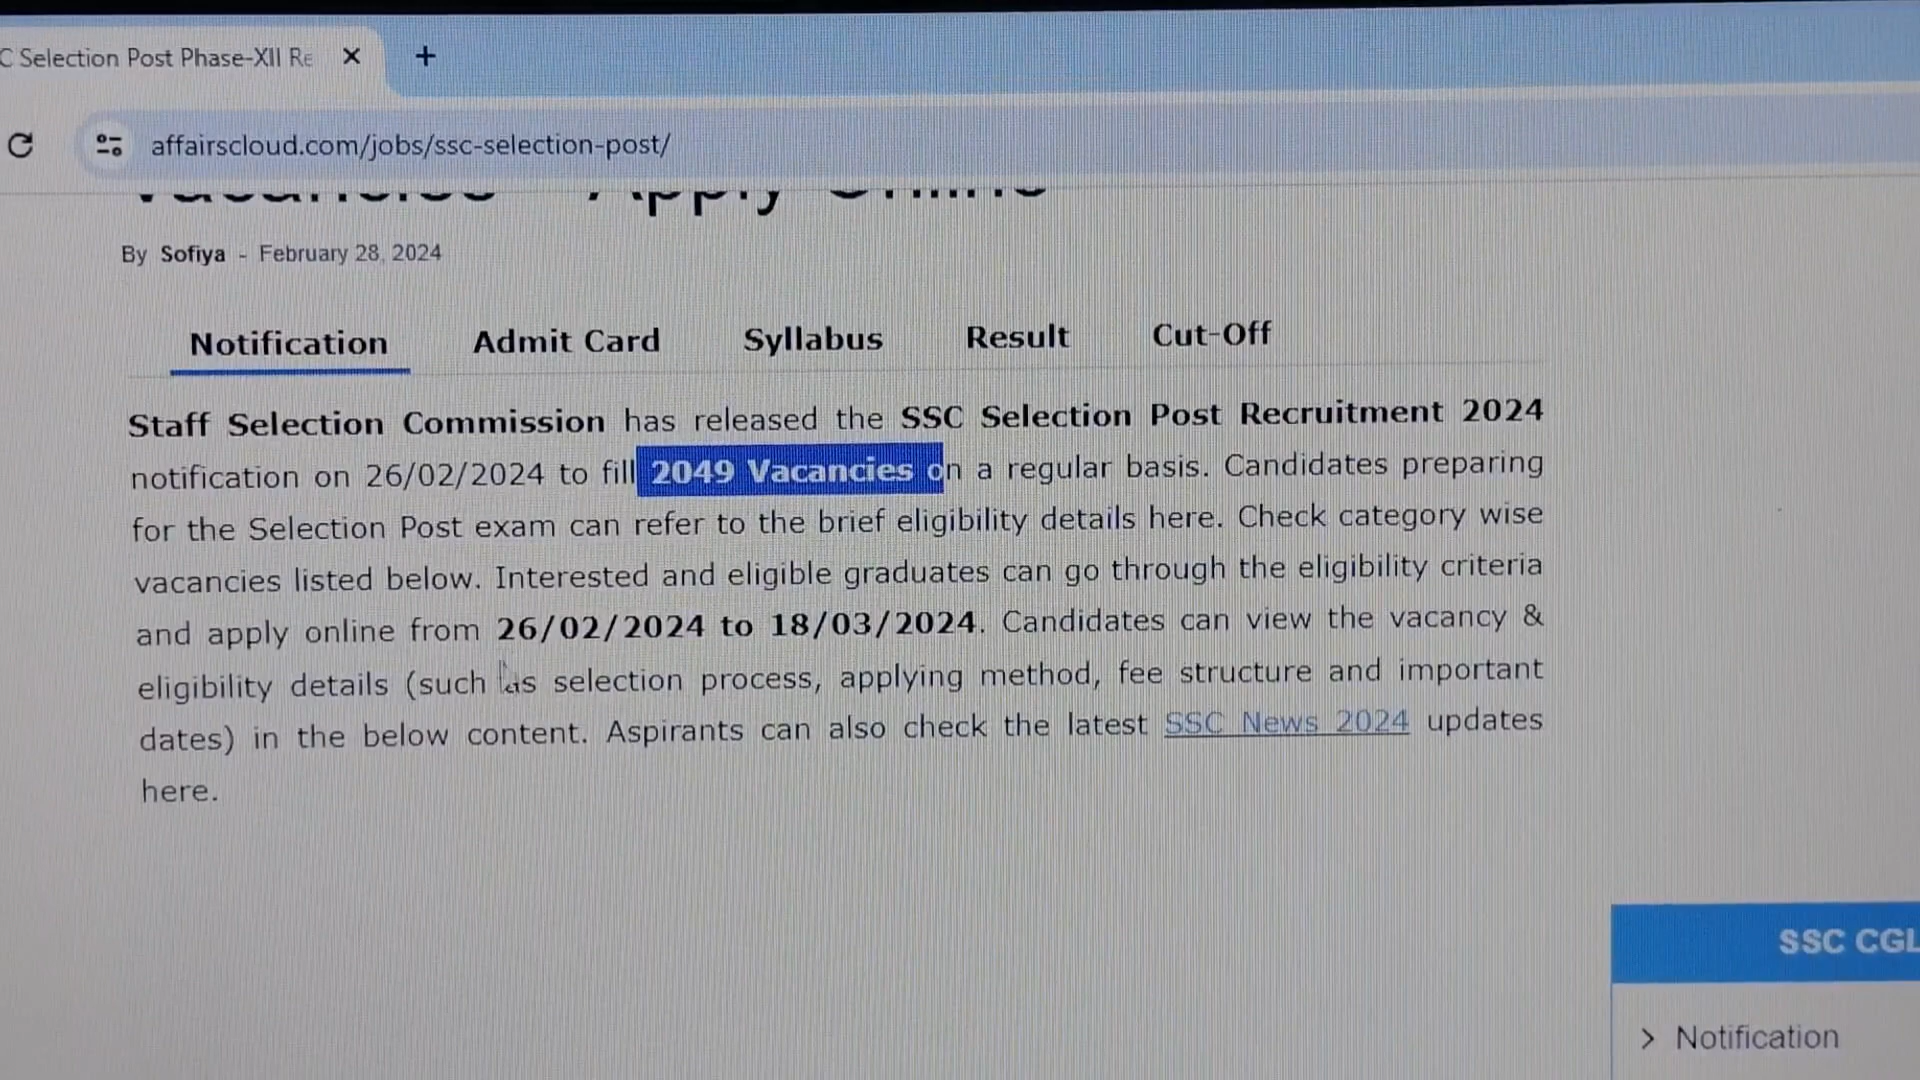 C Selection Post Phase-XII Re
affairscloud.com/jobs/ssc-selection-post/
By Sofiya - February 28, 2024
Notification Admit Card Syllabus Result Cut-Off
Staff Selection Commission has released the SSC Selection Post Recruitment 2024
notification on 26/02/2024 to fill 2049 Vacancies on a regular basis. Candidates preparing
for the Selection Post exam can refer to the brief eligibility details here. Check category wise
vacancies listed below. Interested and eligible graduates can go through the eligibility criteria
and apply online from 26/02/2024 to 18/03/2024. Candidates can view the vacancy &
eligibility details (such as selection process, applying method, fee structure and important
dates) in the below content. Aspirants can also check the latest SSC News 2024 updates
here.
SSC CGL
> Notification